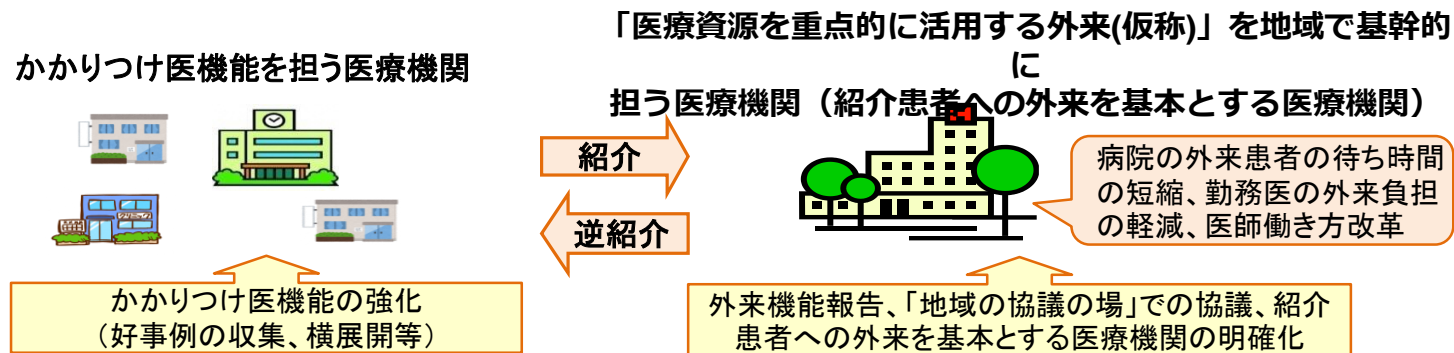 かかりつけ医機能を担う医療機関
「医療資源を重点的に活用する外来(仮称)」を地域で基幹的
に
担う医療機関（紹介患者への外来を基本とする医療機関）
紹介
逆紹介
病院の外来患者の待ち時間
の短縮、勤務医の外来負担
の軽減、医師働き方改革
かかりつけ医機能の強化
（好事例の収集、横展開等）
外来機能報告、「地域の協議の場」での協議、紹介
患者への外来を基本とする医療機関の明確化